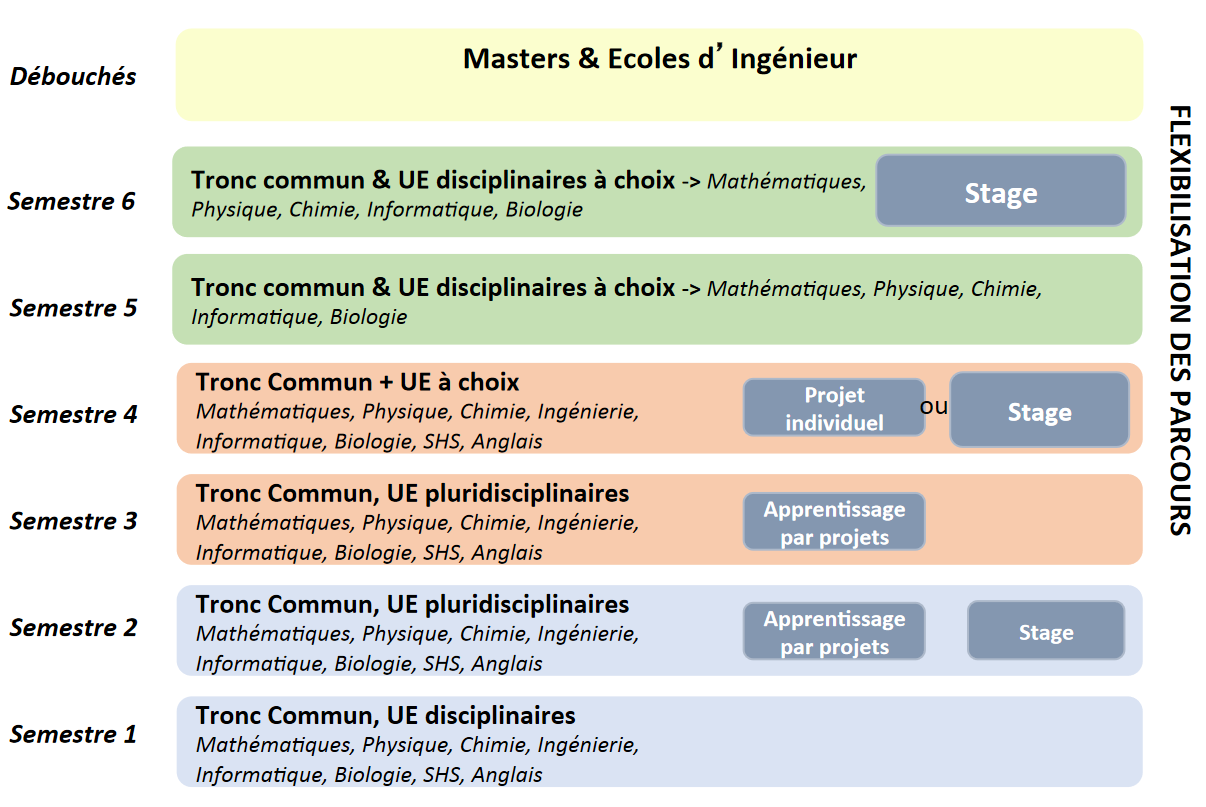 Débouchés
Masters & Ecoles d’ Ingénieur
Semestre 6
Tronc commun & UE disciplinaires à choix -> Mathématiques,
Physique, Chimie, Informatique, Biologie
Stage
Semestre 5
Tronc commun & UE disciplinaires à choix -> Mathématiques, Physique, Chimie,
Informatique, Biologie
Semestre 4
Tronc Commun + UE à choix
Mathématiques, Physique, Chimie, Ingénierie,
Informatique, Biologie, SHS, Anglais
Projet
individuel
ou
Stage
Semestre 3
Tronc Commun, UE pluridisciplinaires
Mathématiques, Physique, Chimie, Ingénierie,
Informatique, Biologie, SHS, Anglais
Apprentissage
par projets
Semestre 2
Tronc Commun, UE pluridisciplinaires
Mathématiques, Physique, Chimie, Ingénierie,
Informatique, Biologie, SHS, Anglais
Apprentissage
par projets
Stage
Semestre 1
Tronc Commun, UE disciplinaires
Mathématiques, Physique, Chimie, Ingénierie,
Informatique, Biologie, SHS, Anglais
FLEXIBILISATION DES PARCOURS